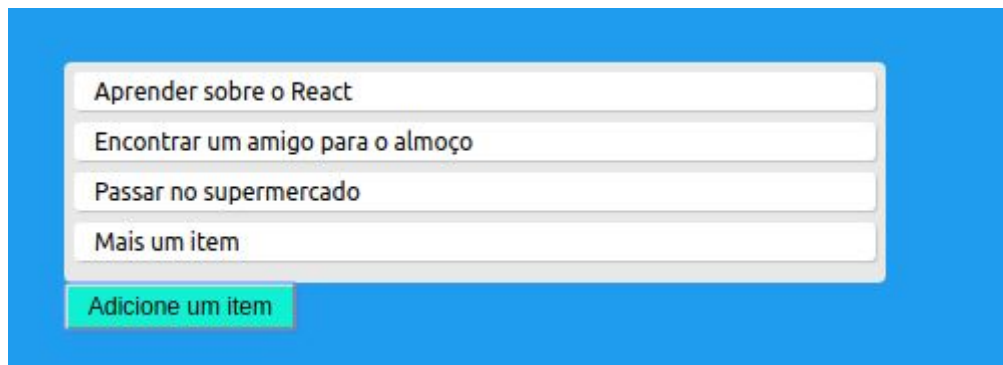 Aprender sobre o React
Encontrar um amigo para o almoço
Passar no supermercado
Mais um item
Adicione um item